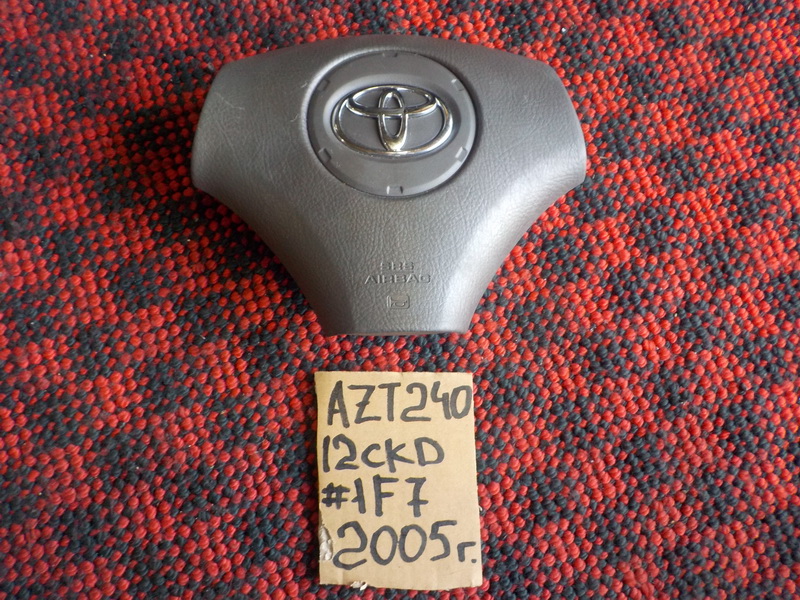 SRS
AIRBAG
AZT240
12CKD
#1F7
2005г.